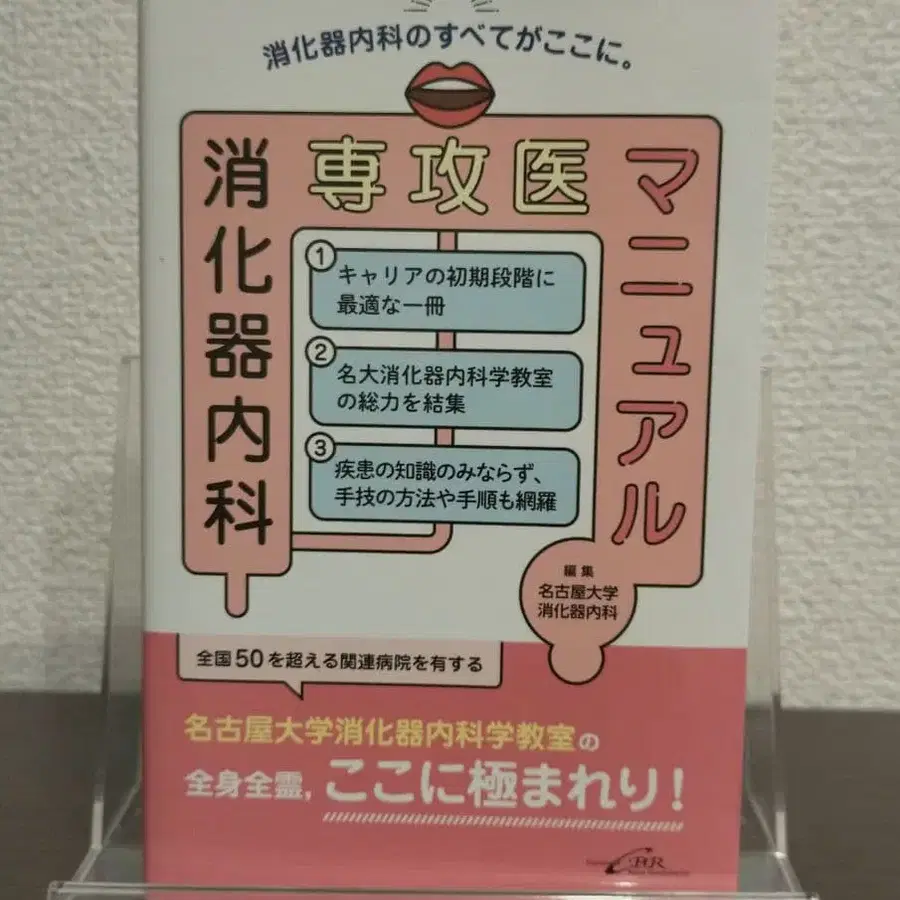 消化器内科のすべてがここに。
消化器内科
専攻医
マニュアル
1 キャリアの初期段階に
最適な一冊
2 名大消化器内科学教室
の総力を結集
3 疾患の知識のみならず、
手技の方法や手順も網羅
編集
名古屋大学
消化器内科
全国50を超える関連病院を有する
名古屋大学消化器内科学教室の
全身全霊,ここに極まれり!
CBR